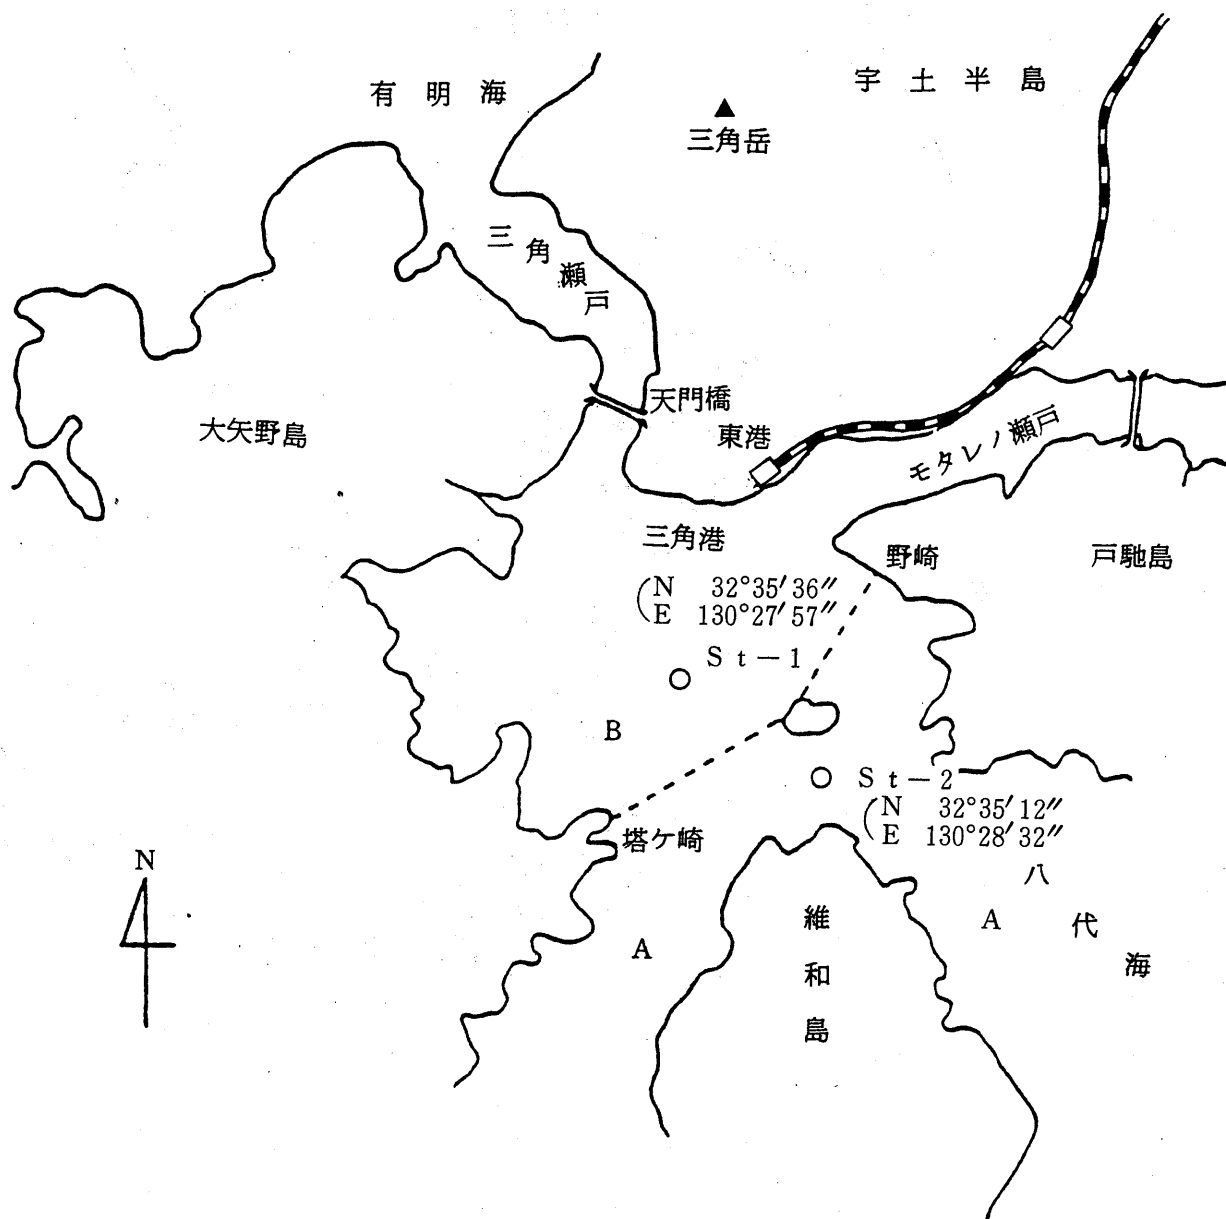 有明海
宇土半島
三角岳
三角瀬戸
天門橋
東港
大矢野島
モタレノ瀬戸
三角港
野崎
戸馳島
(N 32°35′36″
E 130°27′57″
St-1
B
St-2
(N 32°35′12″
E 130°28′32″
塔ケ崎
N
八代海
A
維和島
A